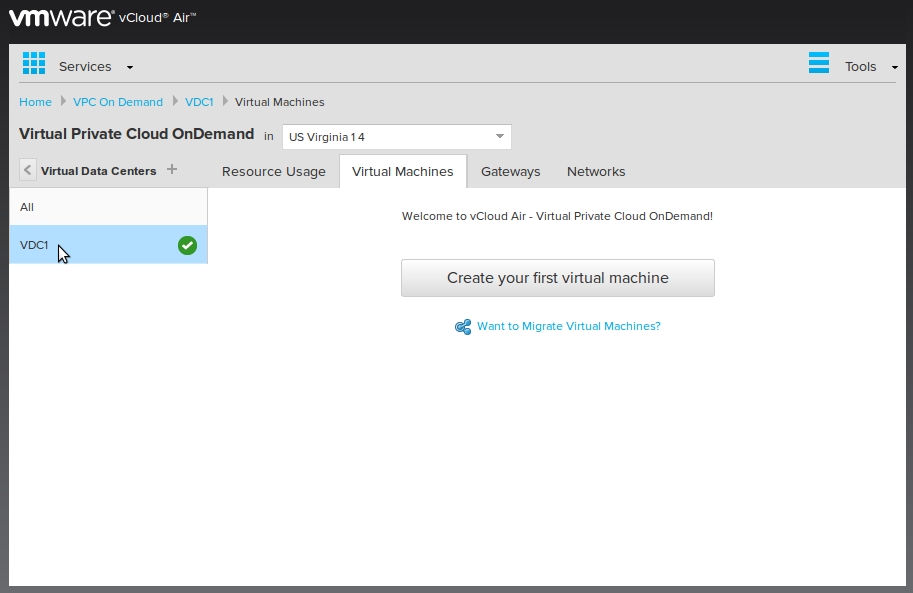 vmware® vCloud® Air™
Services Tools
Home VPC On Demand VDC1 Virtual Machines
Virtual Private Cloud OnDemand in US Virginia 1 4
Virtual Data Centers + Resource Usage Virtual Machines Gateways Networks
All
Welcome to vCloud Air - Virtual Private Cloud OnDemand!
VDC1
Create your first virtual machine
Want to Migrate Virtual Machines?